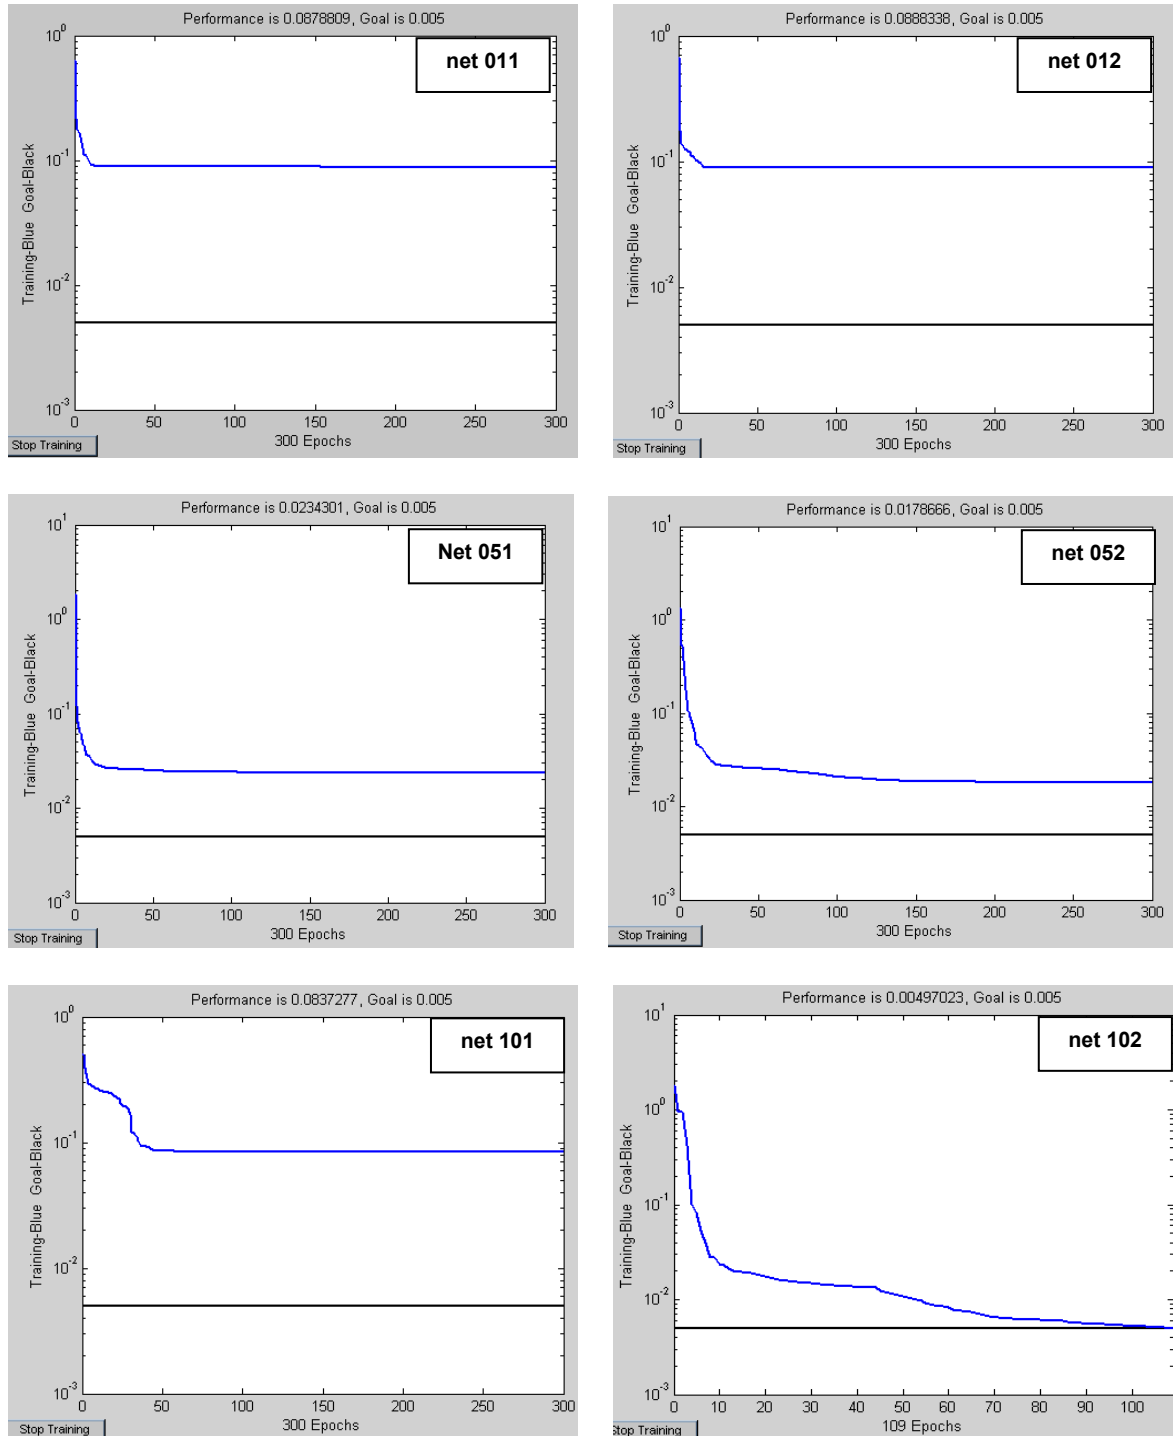 Performance is 0.0878809, Goal is 0.005
net 011
Training-Blue Goal-Black
10^0
10^-1
10^-2
10^-3
0 50 100 150 200 250 300
300 Epochs
Stop Training
Performance is 0.0888338, Goal is 0.005
net 012
Training-Blue Goal-Black
10^0
10^-1
10^-2
10^-3
0 50 100 150 200 250 300
300 Epochs
Stop Training
Performance is 0.0234301, Goal is 0.005
Net 051
Training-Blue Goal-Black
10^1
10^0
10^-1
10^-2
10^-3
0 50 100 150 200 250 300
300 Epochs
Stop Training
Performance is 0.0178666, Goal is 0.005
net 052
Training-Blue Goal-Black
10^1
10^0
10^-1
10^-2
10^-3
0 50 100 150 200 250 300
300 Epochs
Stop Training
Performance is 0.0837277, Goal is 0.005
net 101
Training-Blue Goal-Black
10^0
10^-1
10^-2
10^-3
0 50 100 150 200 250 300
300 Epochs
Stop Training
Performance is 0.00497023, Goal is 0.005
net 102
Training-Blue Goal-Black
10^1
10^0
10^-1
10^-2
10^-3
0 10 20 30 40 50 60 70 80 90 100
109 Epochs
Stop Training